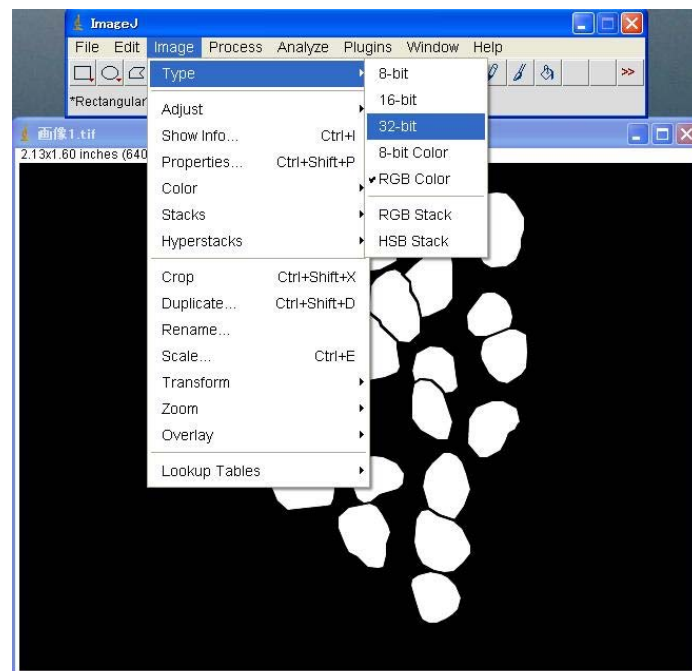 ImageJ
File Edit Image Process Analyze Plugins Window Help
*Rectangular
画像1.tif
2.13x1.60 inches (640
Type
Adjust
Show Info... Ctrl+I
Properties... Ctrl+Shift+P
Color
Stacks
Hyperstacks
Crop Ctrl+Shift+X
Duplicate... Ctrl+Shift+D
Rename...
Scale... Ctrl+E
Transform
Zoom
Overlay
Lookup Tables
8-bit
16-bit
32-bit
8-bit Color
RGB Color
RGB Stack
HSB Stack
>>